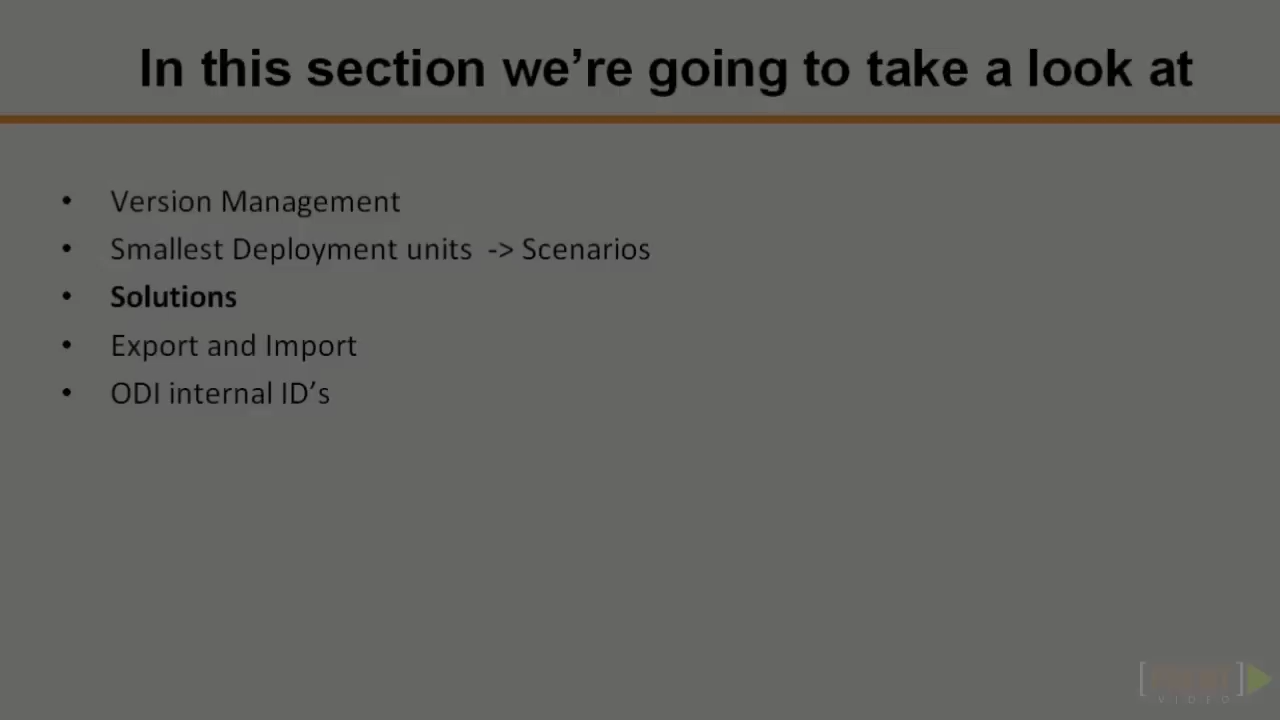 In this section we're going to take a look at
• Version Management
• Smallest Deployment units -> Scenarios
• Solutions
• Export and Import
• ODI internal ID's
VIDEO